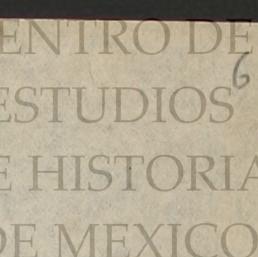 ENTRO DE
6
ESTUDIOS
E HISTORIA
DE MEXICO